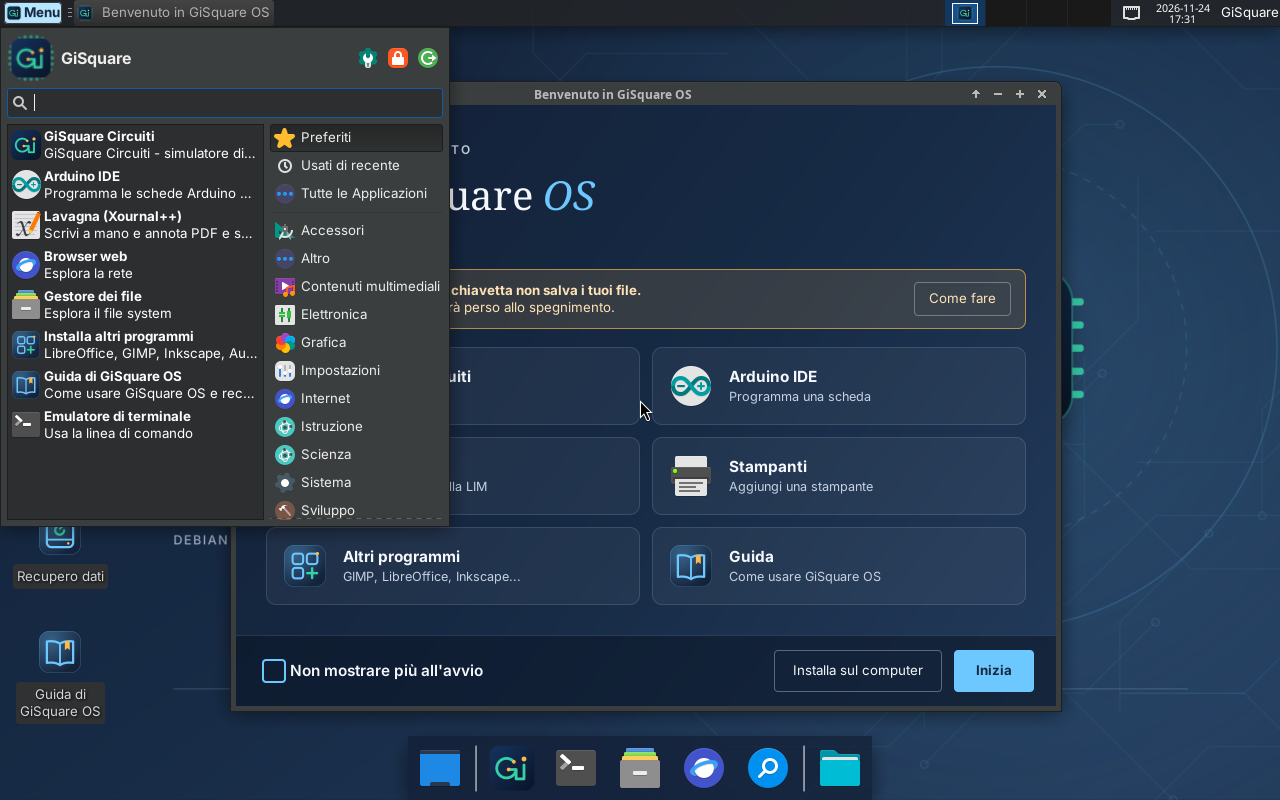 Menu
Benvenuto in GiSquare OS
2026-11-24
17:31
GiSquare
GiSquare
GiSquare Circuiti
GiSquare Circuiti - simulatore di...
Arduino IDE
Programma le schede Arduino ...
Lavagna (Xournal++)
Scrivi a mano e annota PDF e s...
Browser web
Esplora la rete
Gestore dei file
Esplora il file system
Installa altri programmi
LibreOffice, GIMP, Inkscape, Au...
Guida di GiSquare OS
Come usare GiSquare OS e rec...
Emulatore di terminale
Usa la linea di comando
Preferiti
Usati di recente
Tutte le Applicazioni
Accessori
Altro
Contenuti multimediali
Elettronica
Grafica
Impostazioni
Internet
Istruzione
Scienza
Sistema
Sviluppo
Benvenuto in GiSquare OS
TO
uare OS
chiavetta non salva i tuoi file.
rà perso allo spegnimento.
Come fare
uiti
Arduino IDE
Programma una scheda
lla LIM
Stampanti
Aggiungi una stampante
Altri programmi
GIMP, LibreOffice, Inkscape...
Guida
Come usare GiSquare OS
Non mostrare più all'avvio
Installa sul computer
Inizia
DEBIAN
Recupero dati
Guida di
GiSquare OS